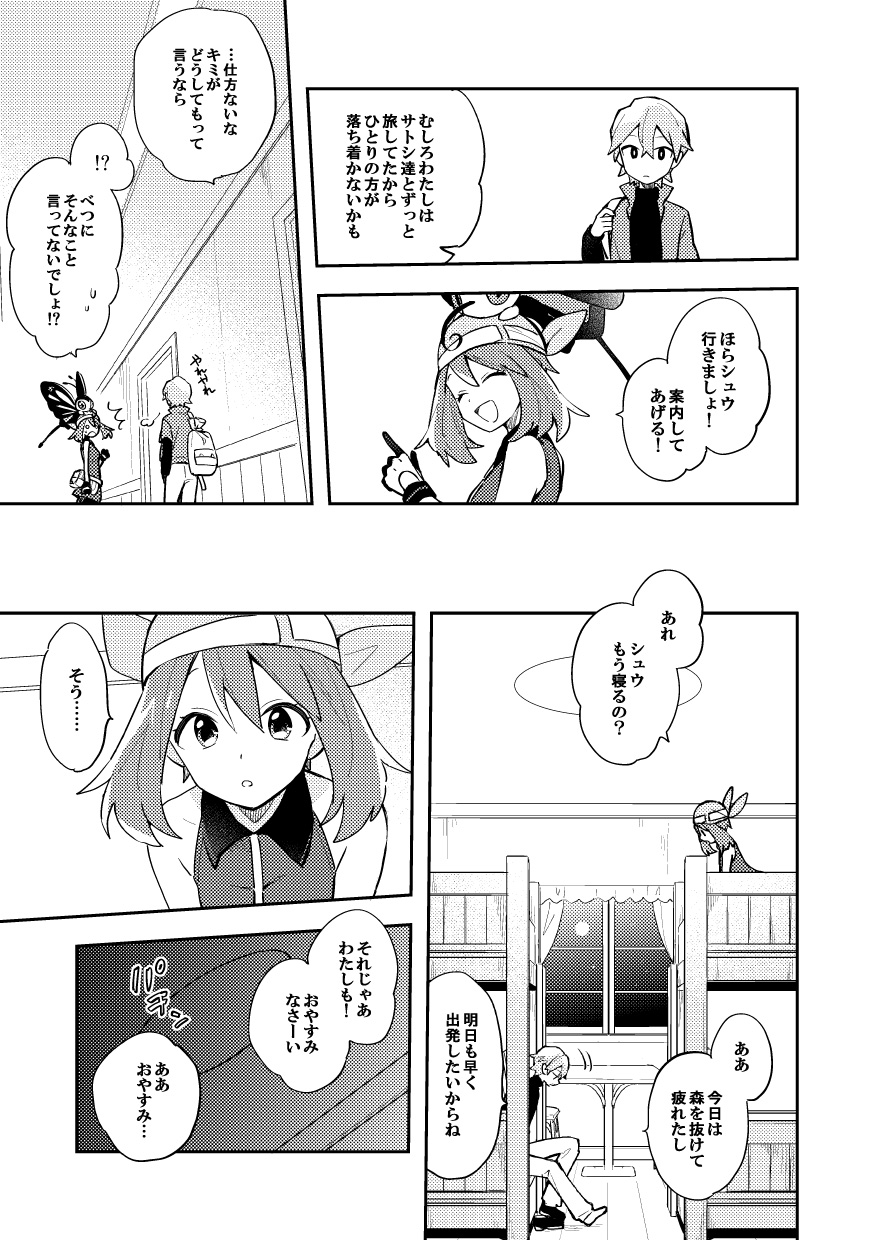 むしろわたしは
サトシ達とずっと
旅してたから
ひとりの方が
落ち着かないかも
ほらシュウ
行きましょ！
案内して
あげる！
…仕方ないな
キミが
どうしてもって
言うなら
!?
べつに
そんなこと
言ってないでしょ!?
やれやれ
あれ
シュウ
もう寝るの？
ああ
今日は
森を抜けて
疲れたし
明日も早く
出発したいからね
そう……
それじゃあ
わたしも！
おやすみ
なさーい
パチン
ああ
おやすみ…